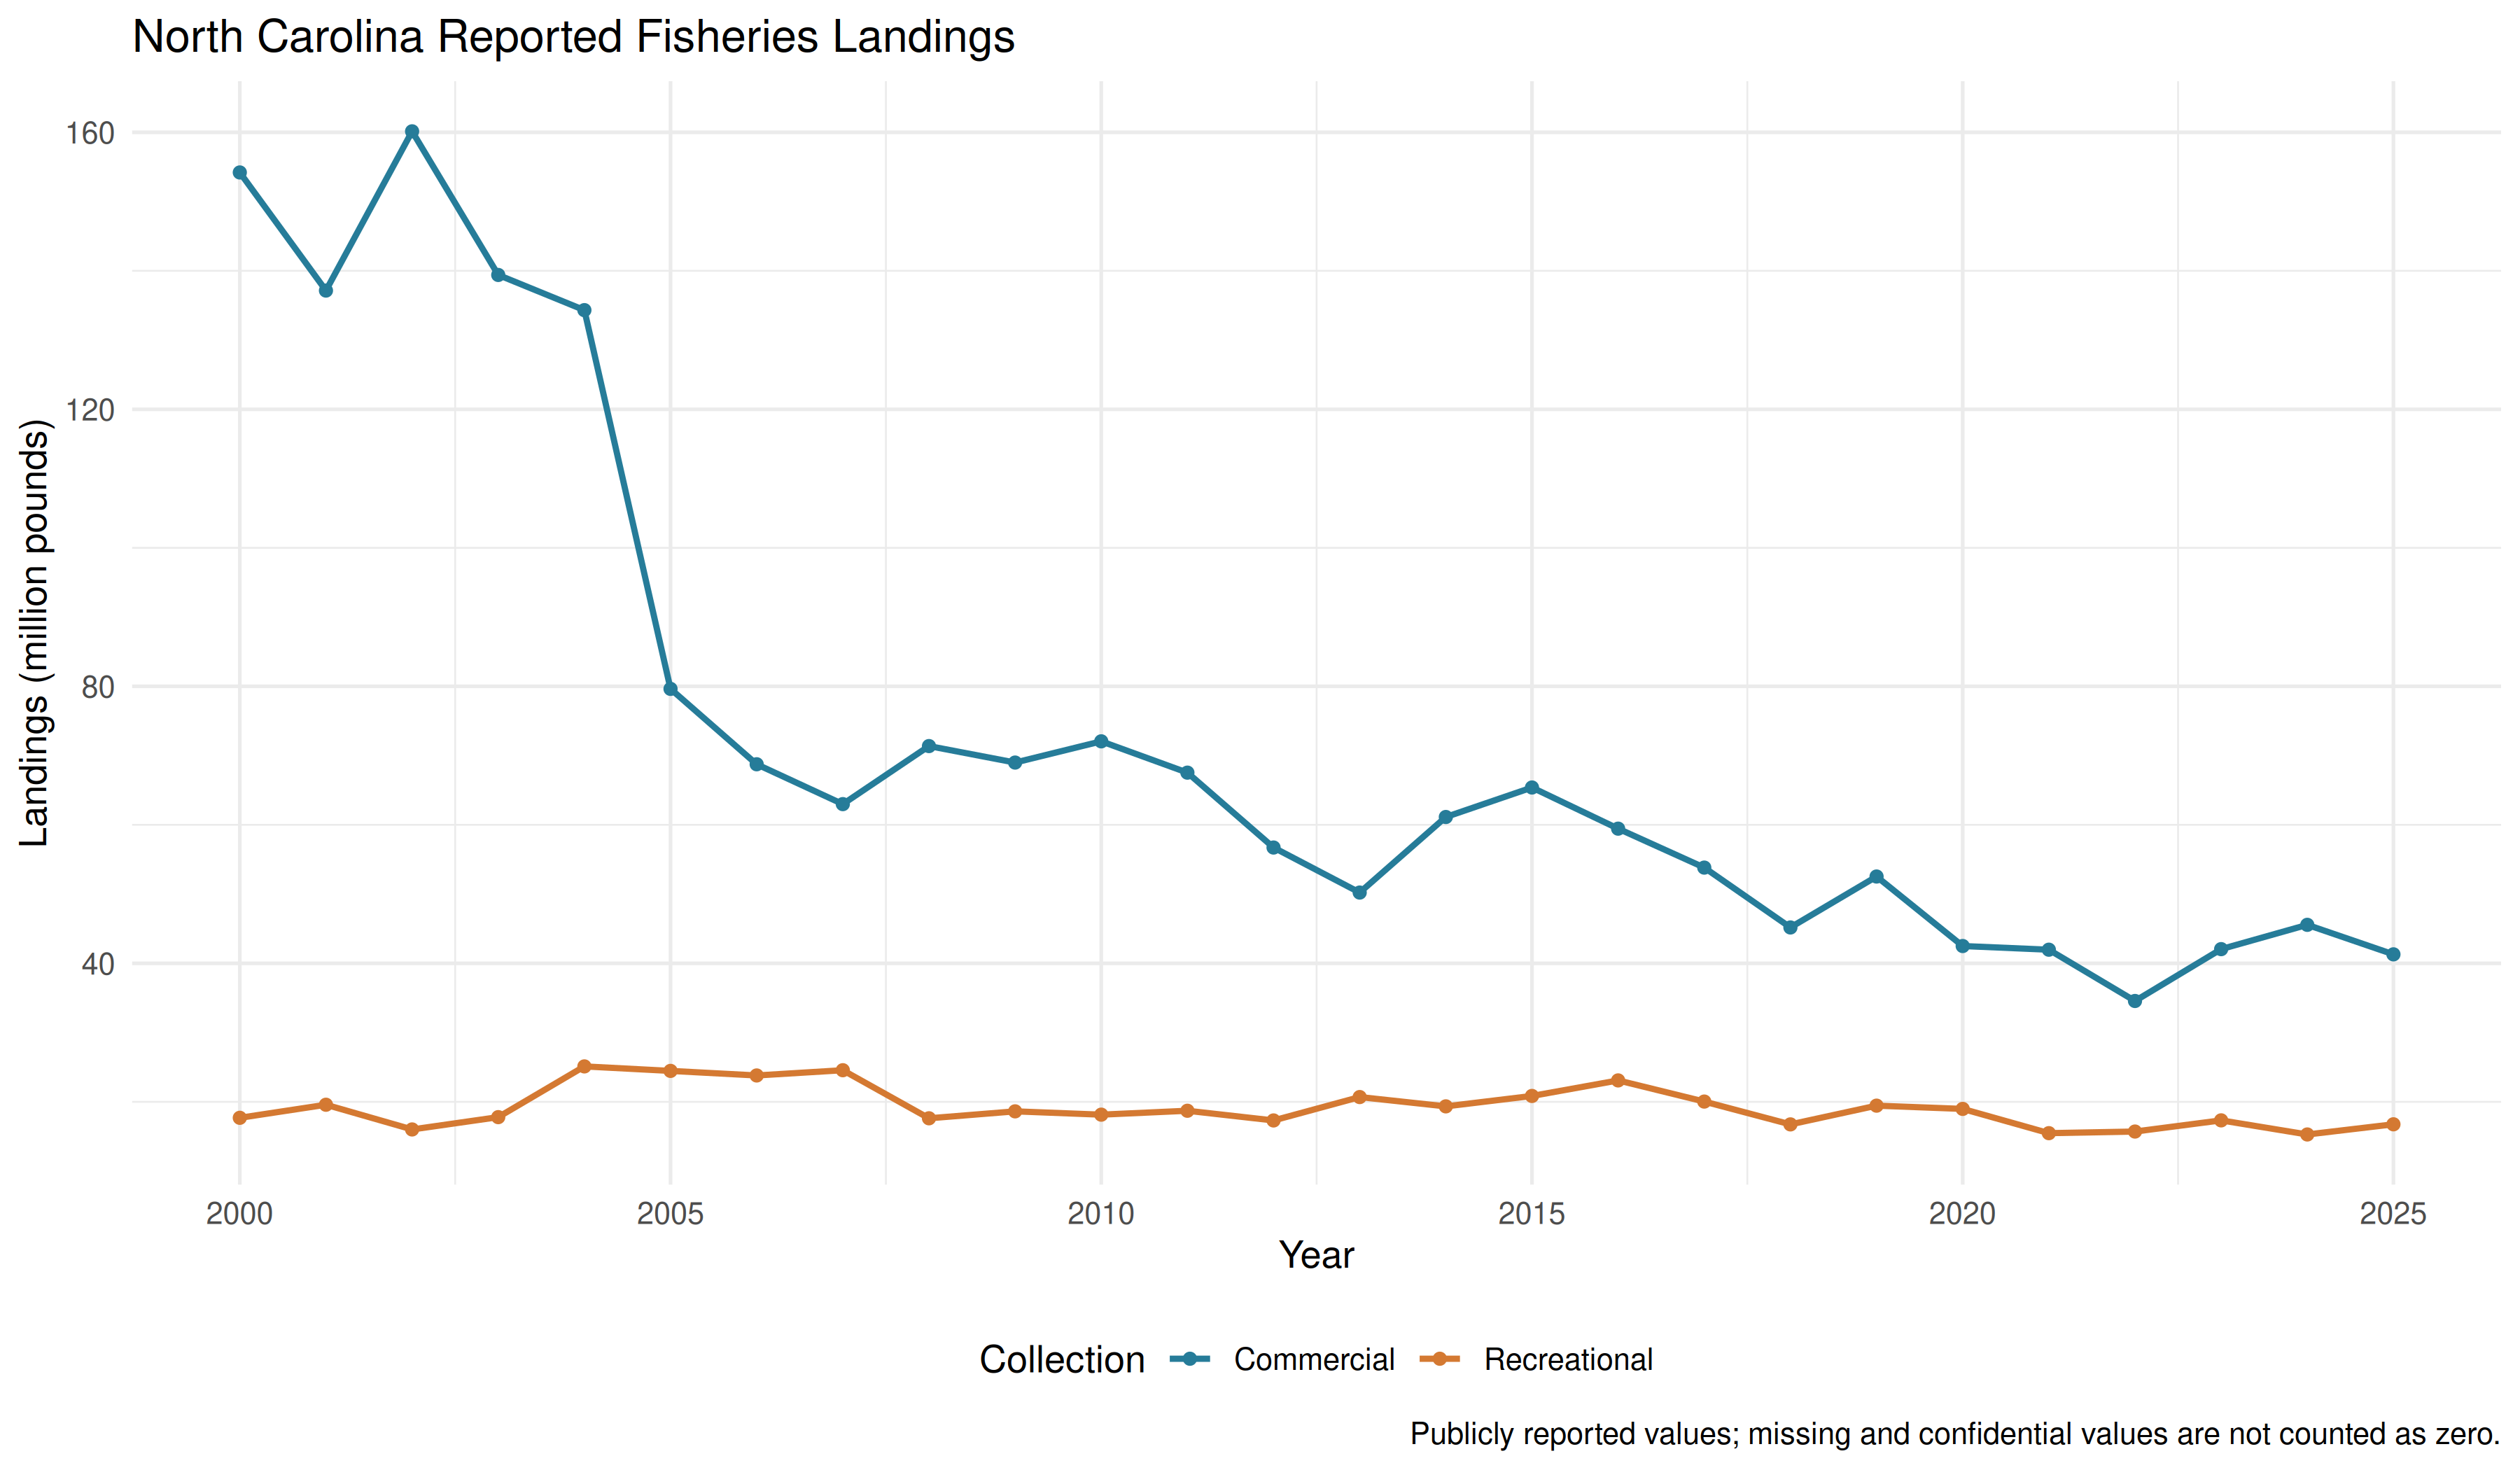 North Carolina Reported Fisheries Landings
Landings (million pounds)
160
120
80
40
2000 2005 2010 2015 2020 2025
Year
Collection Commercial Recreational
Publicly reported values; missing and confidential values are not counted as zero.